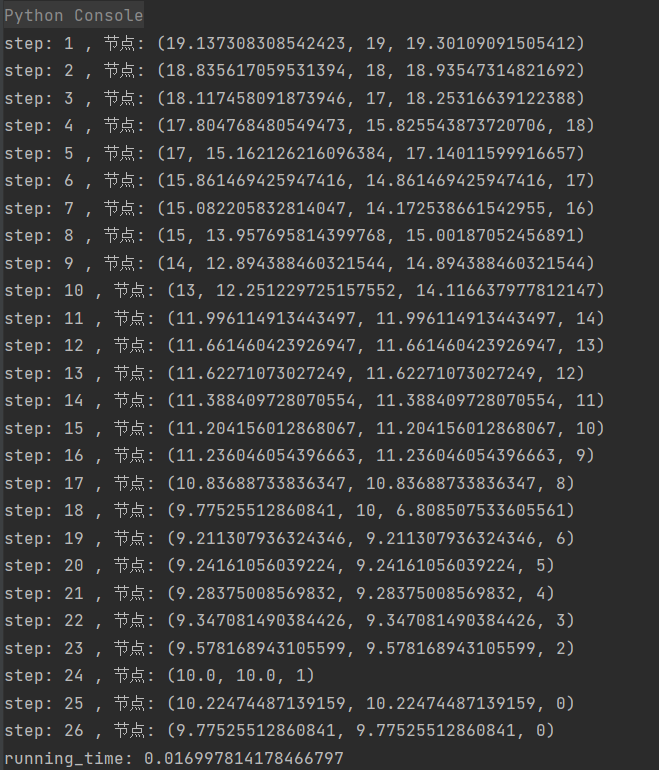 Python Console
step: 1 , 节点: (19.137308308542423, 19, 19.30109091505412)
step: 2 , 节点: (18.835617059531394, 18, 18.93547314821692)
step: 3 , 节点: (18.117458091873946, 17, 18.25316639122388)
step: 4 , 节点: (17.804768480549473, 15.825543873720706, 18)
step: 5 , 节点: (17, 15.162126216096384, 17.14011599916657)
step: 6 , 节点: (15.861469425947416, 14.861469425947416, 17)
step: 7 , 节点: (15.082205832814047, 14.172538661542955, 16)
step: 8 , 节点: (15, 13.957695814399768, 15.00187052456891)
step: 9 , 节点: (14, 12.894388460321544, 14.894388460321544)
step: 10 , 节点: (13, 12.251229725157552, 14.116637977812147)
step: 11 , 节点: (11.996114913443497, 11.996114913443497, 14)
step: 12 , 节点: (11.661460423926947, 11.661460423926947, 13)
step: 13 , 节点: (11.62271073027249, 11.62271073027249, 12)
step: 14 , 节点: (11.388409728070554, 11.388409728070554, 11)
step: 15 , 节点: (11.204156012868067, 11.204156012868067, 10)
step: 16 , 节点: (11.236046054396663, 11.236046054396663, 9)
step: 17 , 节点: (10.83688733836347, 10.83688733836347, 8)
step: 18 , 节点: (9.77525512860841, 10, 6.808507533605561)
step: 19 , 节点: (9.211307936324346, 9.211307936324346, 6)
step: 20 , 节点: (9.24161056039224, 9.24161056039224, 5)
step: 21 , 节点: (9.28375008569832, 9.28375008569832, 4)
step: 22 , 节点: (9.347081490384426, 9.347081490384426, 3)
step: 23 , 节点: (9.578168943105599, 9.578168943105599, 2)
step: 24 , 节点: (10.0, 10.0, 1)
step: 25 , 节点: (10.22474487139159, 10.22474487139159, 0)
step: 26 , 节点: (9.77525512860841, 9.77525512860841, 0)
running_time: 0.016997814178466797